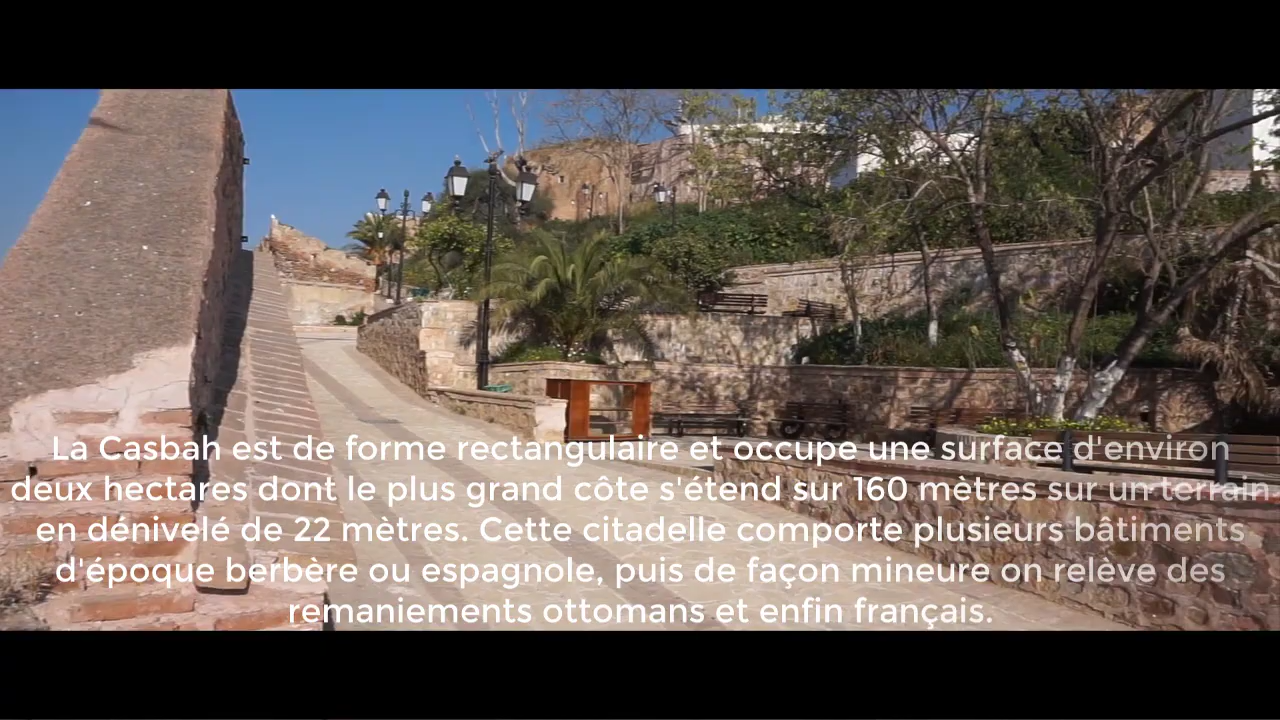 La Casbah est de forme rectangulaire et occupe une surface d'environ
deux hectares dont le plus grand côte s'étend sur 160 mètres sur un terrain
en dénivelé de 22 mètres. Cette citadelle comporte plusieurs bâtiments
d'époque berbère ou espagnole, puis de façon mineure on relève des
remaniements ottomans et enfin français.